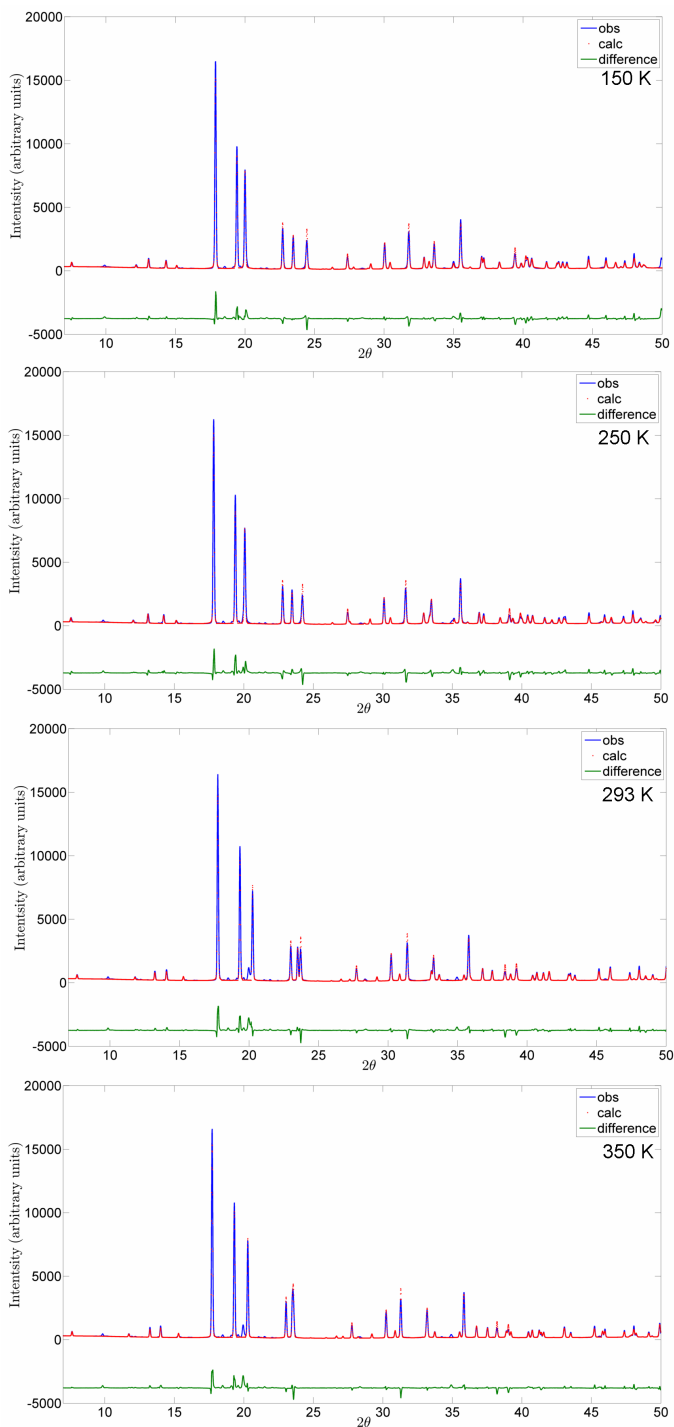 20000
15000
10000
5000
0
-5000
Intentsity (arbitrary units)
obs
calc
difference
150 K
10 15 20 25 30 35 40 45 50
2θ
20000
15000
10000
5000
0
-5000
Intentsity (arbitrary units)
obs
calc
difference
250 K
10 15 20 25 30 35 40 45 50
2θ
20000
15000
10000
5000
0
-5000
Intentsity (arbitrary units)
obs
calc
difference
293 K
10 15 20 25 30 35 40 45 50
2θ
20000
15000
10000
5000
0
-5000
Intentsity (arbitrary units)
obs
calc
difference
350 K
10 15 20 25 30 35 40 45 50
2θ